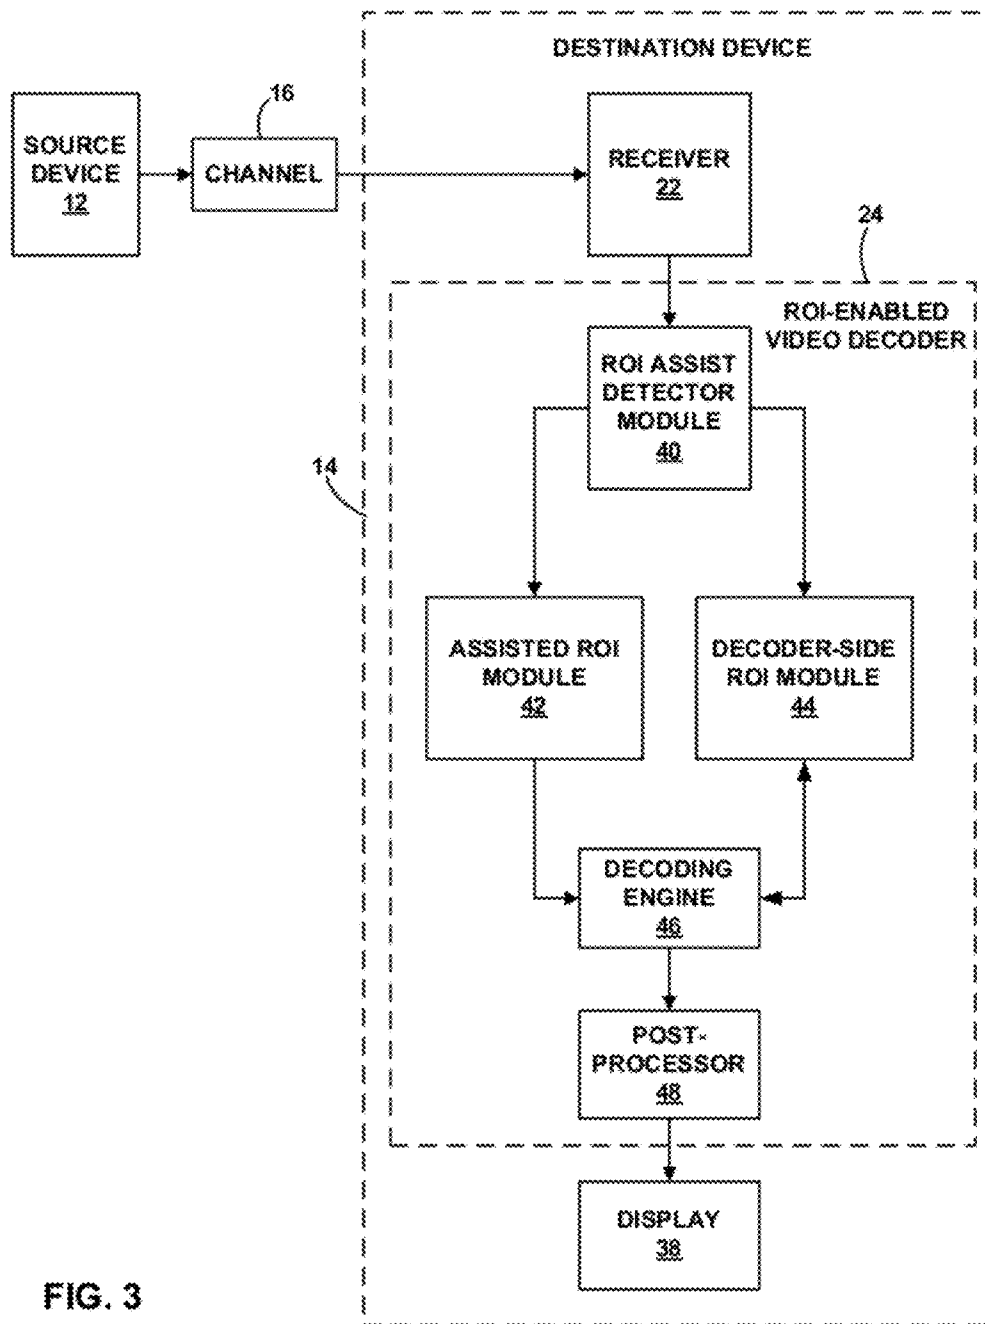 DESTINATION DEVICE
16
SOURCE
DEVICE
12
CHANNEL
RECEIVER
22
24
ROI-ENABLED
VIDEO DECODER
ROI ASSIST
DETECTOR
MODULE
40
14
ASSISTED ROI
MODULE
42
DECODER-SIDE
ROI MODULE
44
DECODING
ENGINE
46
POST-
PROCESSOR
48
DISPLAY
38
FIG. 3